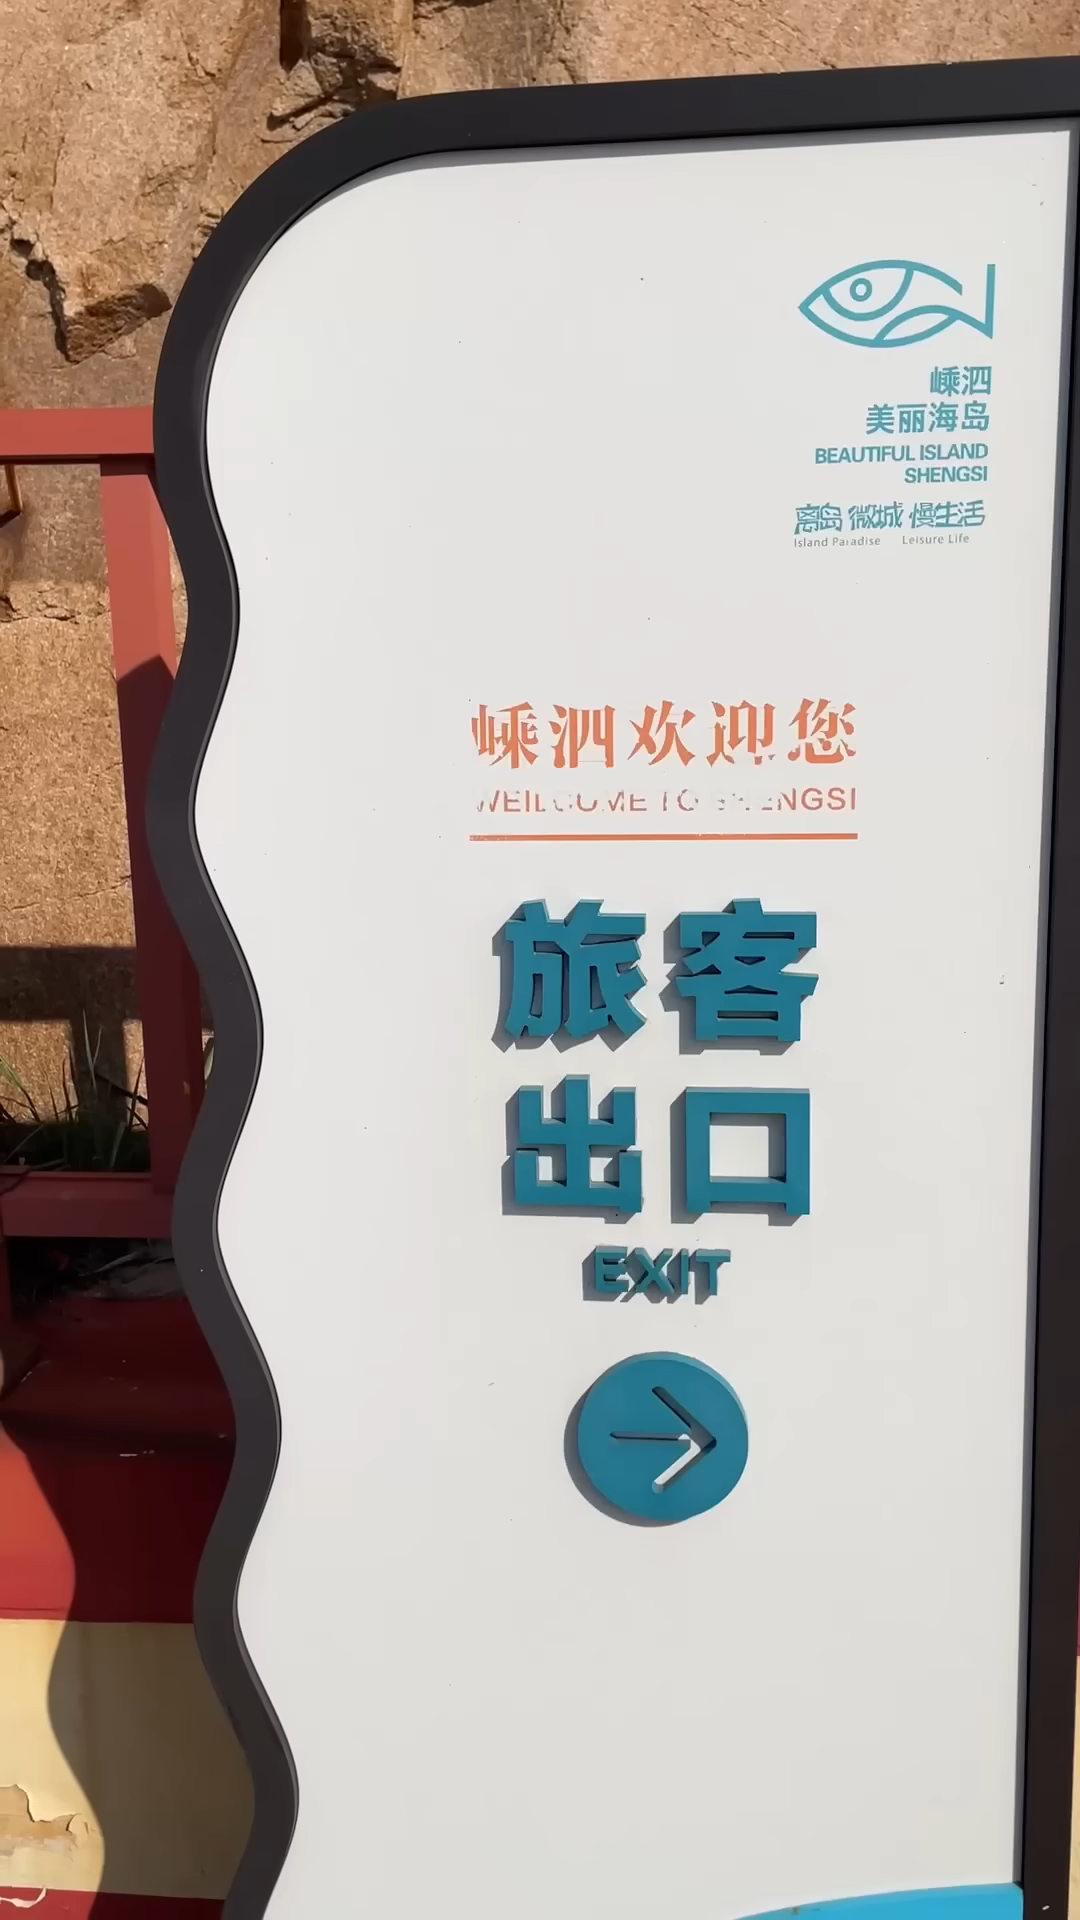 嵊泗
美丽海岛
BEAUTIFUL ISLAND
SHENGSI
离岛 微城 慢生活
Island Paradise Leisure Life
嵊泗欢迎您
WELCOME TO SHENGSI
旅客
出口
EXIT